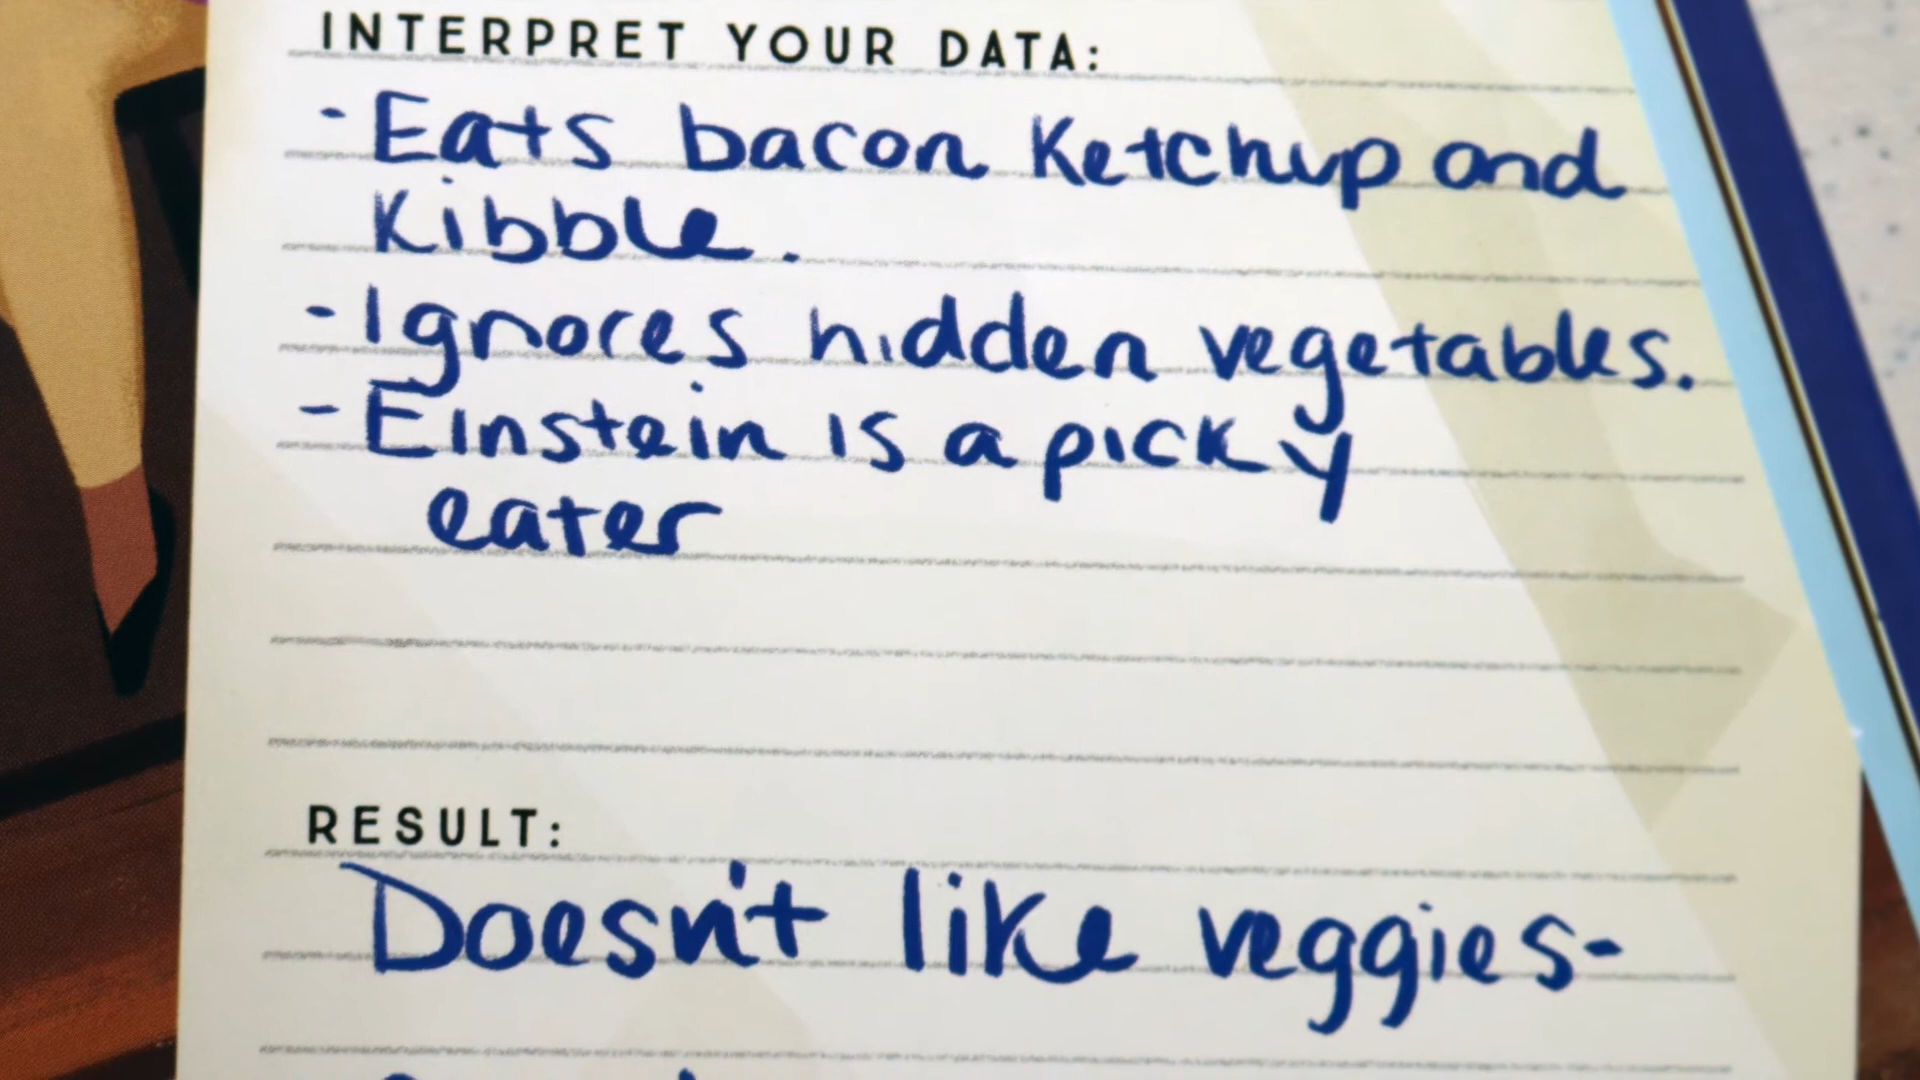 INTERPRET YOUR DATA:
-Eats bacon Ketchup and
Kibble.
-Ignores hidden vegetables.
-Einstein is a picky
eater
RESULT:
Doesn't like veggies-